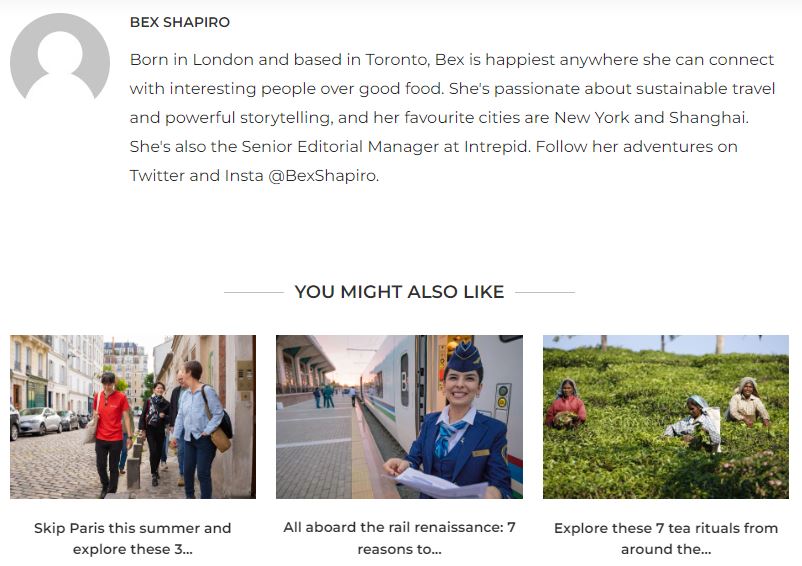 BEX SHAPIRO
Born in London and based in Toronto, Bex is happiest anywhere she can connect
with interesting people over good food. She's passionate about sustainable travel
and powerful storytelling, and her favourite cities are New York and Shanghai.
She's also the Senior Editorial Manager at Intrepid. Follow her adventures on
Twitter and Insta @BexShapiro.
YOU MIGHT ALSO LIKE
Skip Paris this summer and
explore these 3...
All aboard the rail renaissance: 7
reasons to...
Explore these 7 tea rituals from
around the...